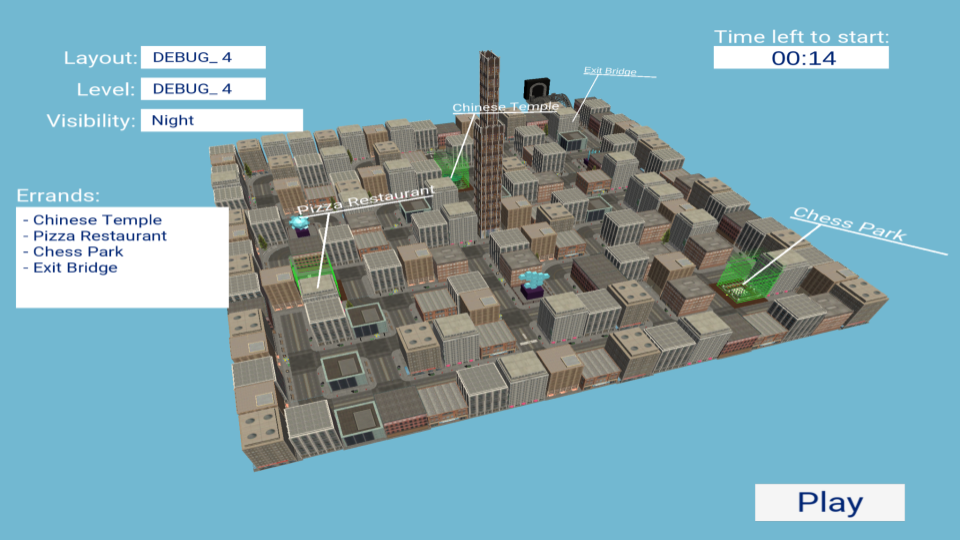 Layout: DEBUG_ 4
Level: DEBUG_ 4
Visibility: Night
Time left to start:
00:14
Exit Bridge
Chinese Temple
Pizza Restaurant
Chess Park
Errands:
- Chinese Temple
- Pizza Restaurant
- Chess Park
- Exit Bridge
Play